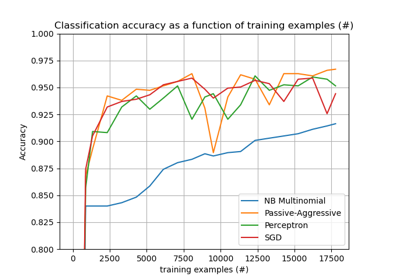 Classification accuracy as a function of training examples (#)
1.000
0.975
0.950
0.925
0.900
0.875
0.850
0.825
0.800
Accuracy
NB Multinomial
Passive-Aggressive
Perceptron
SGD
0 2500 5000 7500 10000 12500 15000 17500
training examples (#)